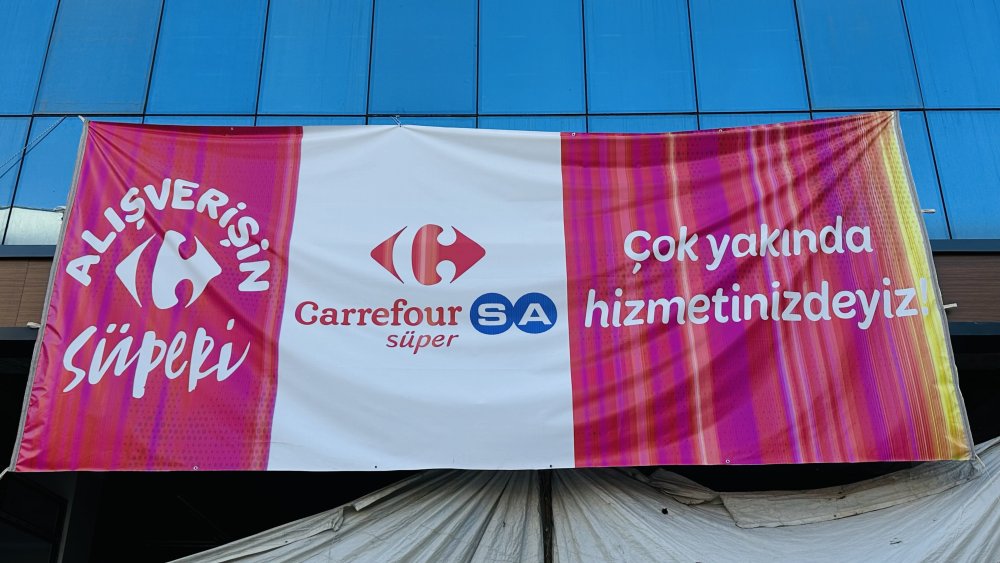 ALIŞVERİŞİN
SÜPERİ
Carrefour SA
süper
Çok yakında
hizmetinizdeyiz!